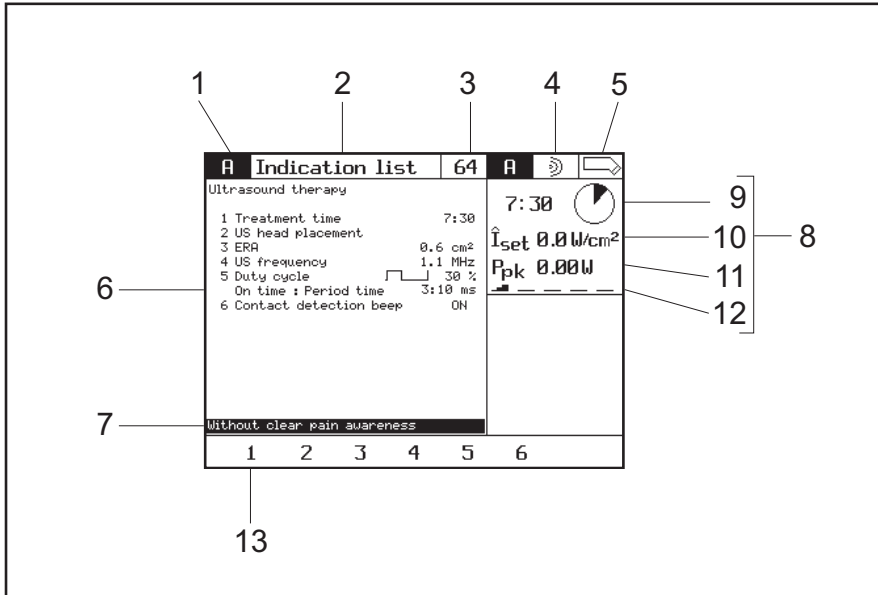 1 2 3 4 5
A Indication list 64 A
Ultrasound therapy
1 Treatment time 7:30
2 US head placement
3 ERA 0.6 cm²
4 US frequency 1.1 MHz
5 Duty cycle 30 %
On time : Period time 3:10 ms
6 Contact detection beep ON
Without clear pain awareness
1 2 3 4 5 6
7:30
Îset 0.0 W/cm²
Ppk 0.00 W
6
7
9
10
8
11
12
13